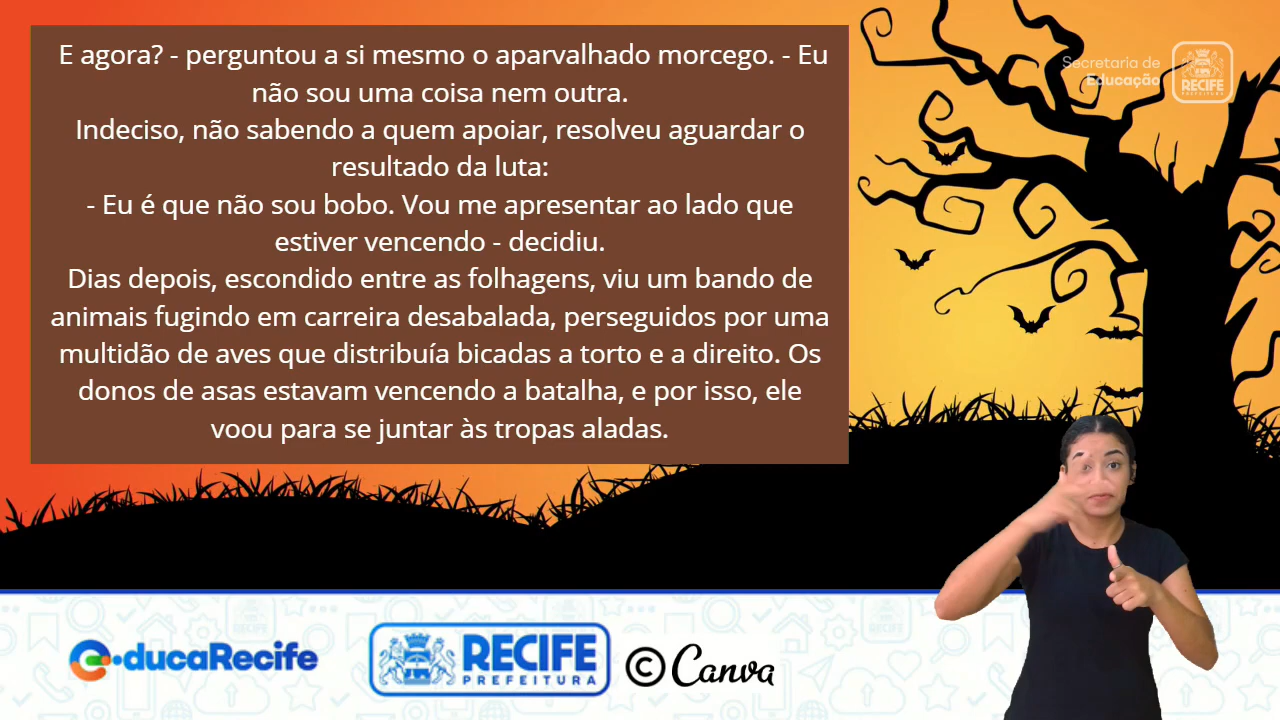 E agora? - perguntou a si mesmo o aparvalhado morcego. - Eu
não sou uma coisa nem outra.
Indeciso, não sabendo a quem apoiar, resolveu aguardar o
resultado da luta:
- Eu é que não sou bobo. Vou me apresentar ao lado que
estiver vencendo - decidiu.
Dias depois, escondido entre as folhagens, viu um bando de
animais fugindo em carreira desabalada, perseguidos por uma
multidão de aves que distribuía bicadas a torto e a direito. Os
donos de asas estavam vencendo a batalha, e por isso, ele
voou para se juntar às tropas aladas.
Secretaria de
Educação
RECIFE
PREFEITURA
educaRecife
RECIFE
PREFEITURA
© Canva